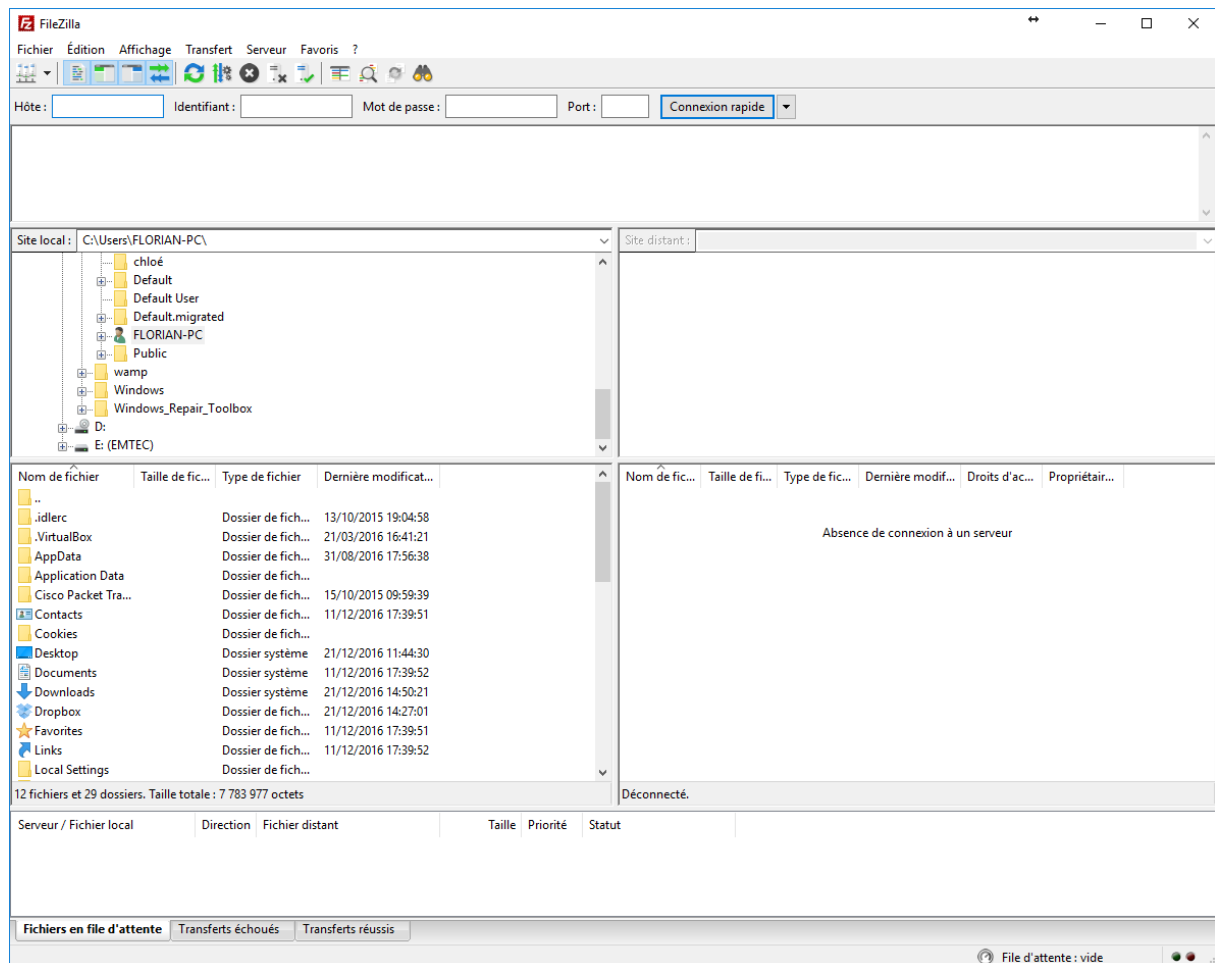 FileZilla
Fichier Édition Affichage Transfert Serveur Favoris ?
Hôte : Identifiant : Mot de passe : Port : Connexion rapide
Site local : C:\Users\FLORIAN-PC\
Site distant :
chloé
Default
Default User
Default.migrated
FLORIAN-PC
Public
wamp
Windows
Windows_Repair_Toolbox
D:
E: (EMTEC)
Nom de fichier Taille de fic... Type de fichier Dernière modificat...
..
.idlerc Dossier de fich... 13/10/2015 19:04:58
.VirtualBox Dossier de fich... 21/03/2016 16:41:21
AppData Dossier de fich... 31/08/2016 17:56:38
Application Data Dossier de fich...
Cisco Packet Tra... Dossier de fich... 15/10/2015 09:59:39
Contacts Dossier de fich... 11/12/2016 17:39:51
Cookies Dossier de fich...
Desktop Dossier système 21/12/2016 11:44:30
Documents Dossier système 11/12/2016 17:39:52
Downloads Dossier système 21/12/2016 14:50:21
Dropbox Dossier de fich... 21/12/2016 14:27:01
Favorites Dossier de fich... 11/12/2016 17:39:51
Links Dossier de fich... 11/12/2016 17:39:52
Local Settings Dossier de fich...
12 fichiers et 29 dossiers. Taille totale : 7 783 977 octets
Nom de fic... Taille de fi... Type de fic... Dernière modif... Droits d'ac... Propriétair...
Absence de connexion à un serveur
Déconnecté.
Serveur / Fichier local Direction Fichier distant Taille Priorité Statut
Fichiers en file d'attente Transferts échoués Transferts réussis
File d'attente : vide